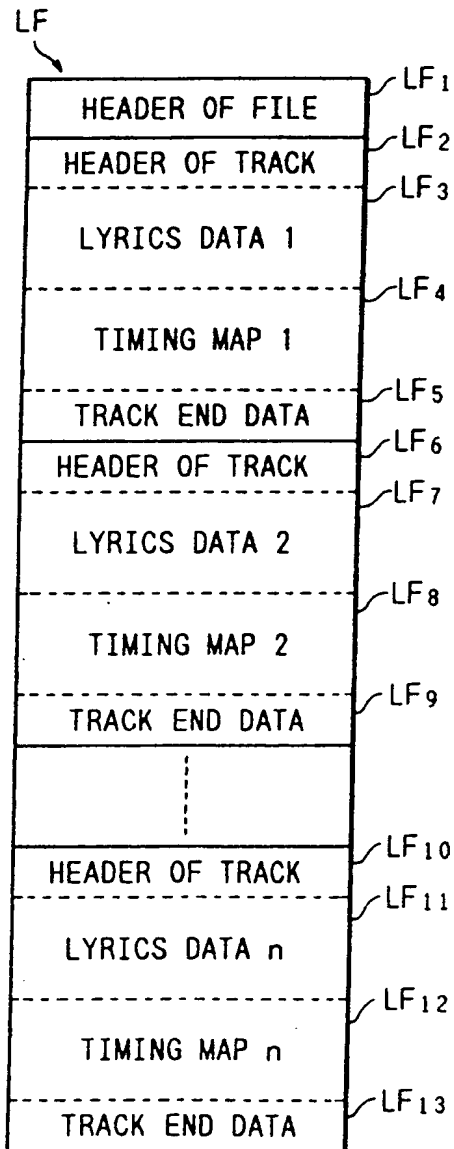 LF
HEADER OF FILE LF1
HEADER OF TRACK LF2
LYRICS DATA 1 LF3
TIMING MAP 1 LF4
TRACK END DATA LF5
HEADER OF TRACK LF6
LYRICS DATA 2 LF7
TIMING MAP 2 LF8
TRACK END DATA LF9
HEADER OF TRACK LF10
LYRICS DATA n LF11
TIMING MAP n LF12
TRACK END DATA LF13